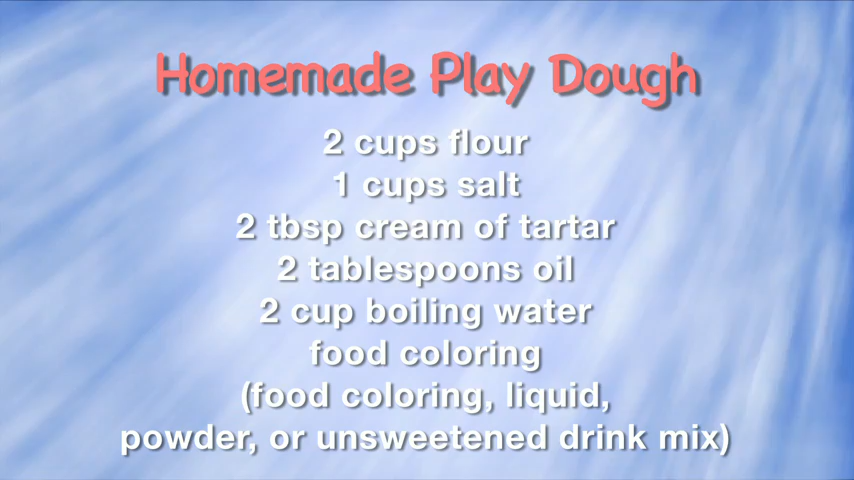 Homemade Play Dough
2 cups flour
1 cups salt
2 tbsp cream of tartar
2 tablespoons oil
2 cup boiling water
food coloring
(food coloring, liquid,
powder, or unsweetened drink mix)